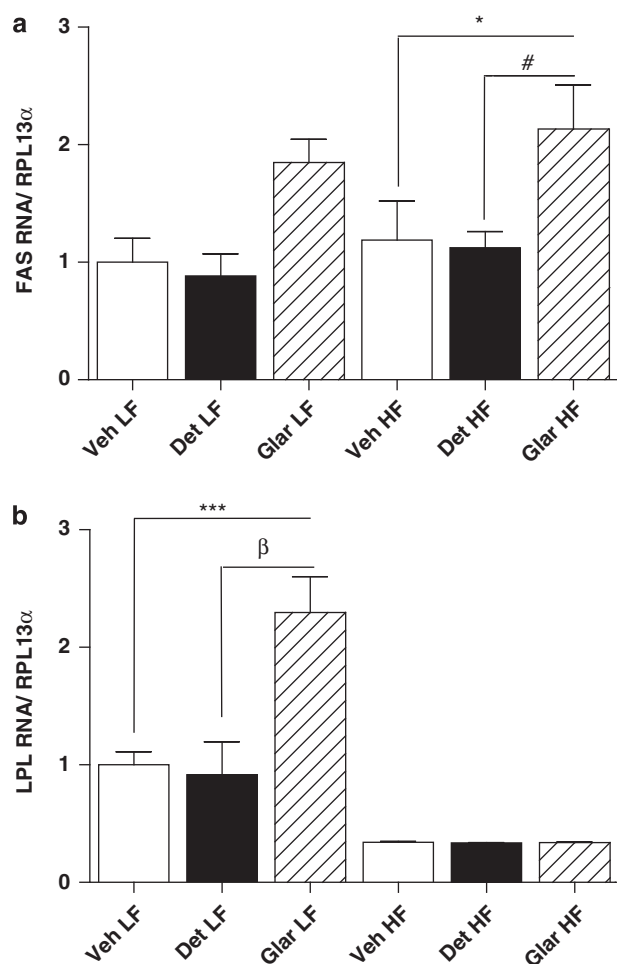 a
FAS RNA/ RPL13α
3
2
1
0
*
#
Veh LF
Det LF
Glar LF
Veh HF
Det HF
Glar HF
b
LPL RNA/ RPL13α
3
2
1
0
***
β
Veh LF
Det LF
Glar LF
Veh HF
Det HF
Glar HF